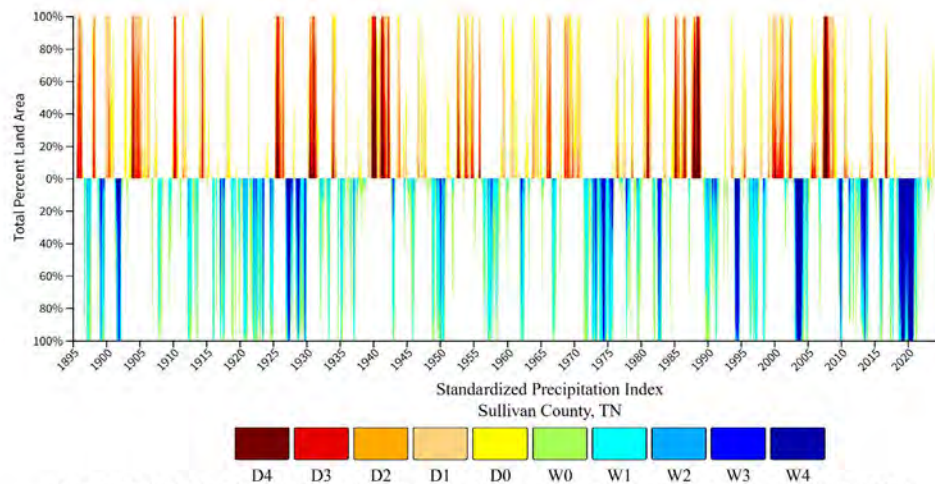 Total Percent Land Area
100%
80%
60%
40%
20%
0%
20%
40%
60%
80%
100%
1895 1900 1905 1910 1915 1920 1925 1930 1935 1940 1945 1950 1955 1960 1965 1970 1975 1980 1985 1990 1995 2000 2005 2010 2015 2020
Standardized Precipitation Index
Sullivan County, TN
D4 D3 D2 D1 D0 W0 W1 W2 W3 W4